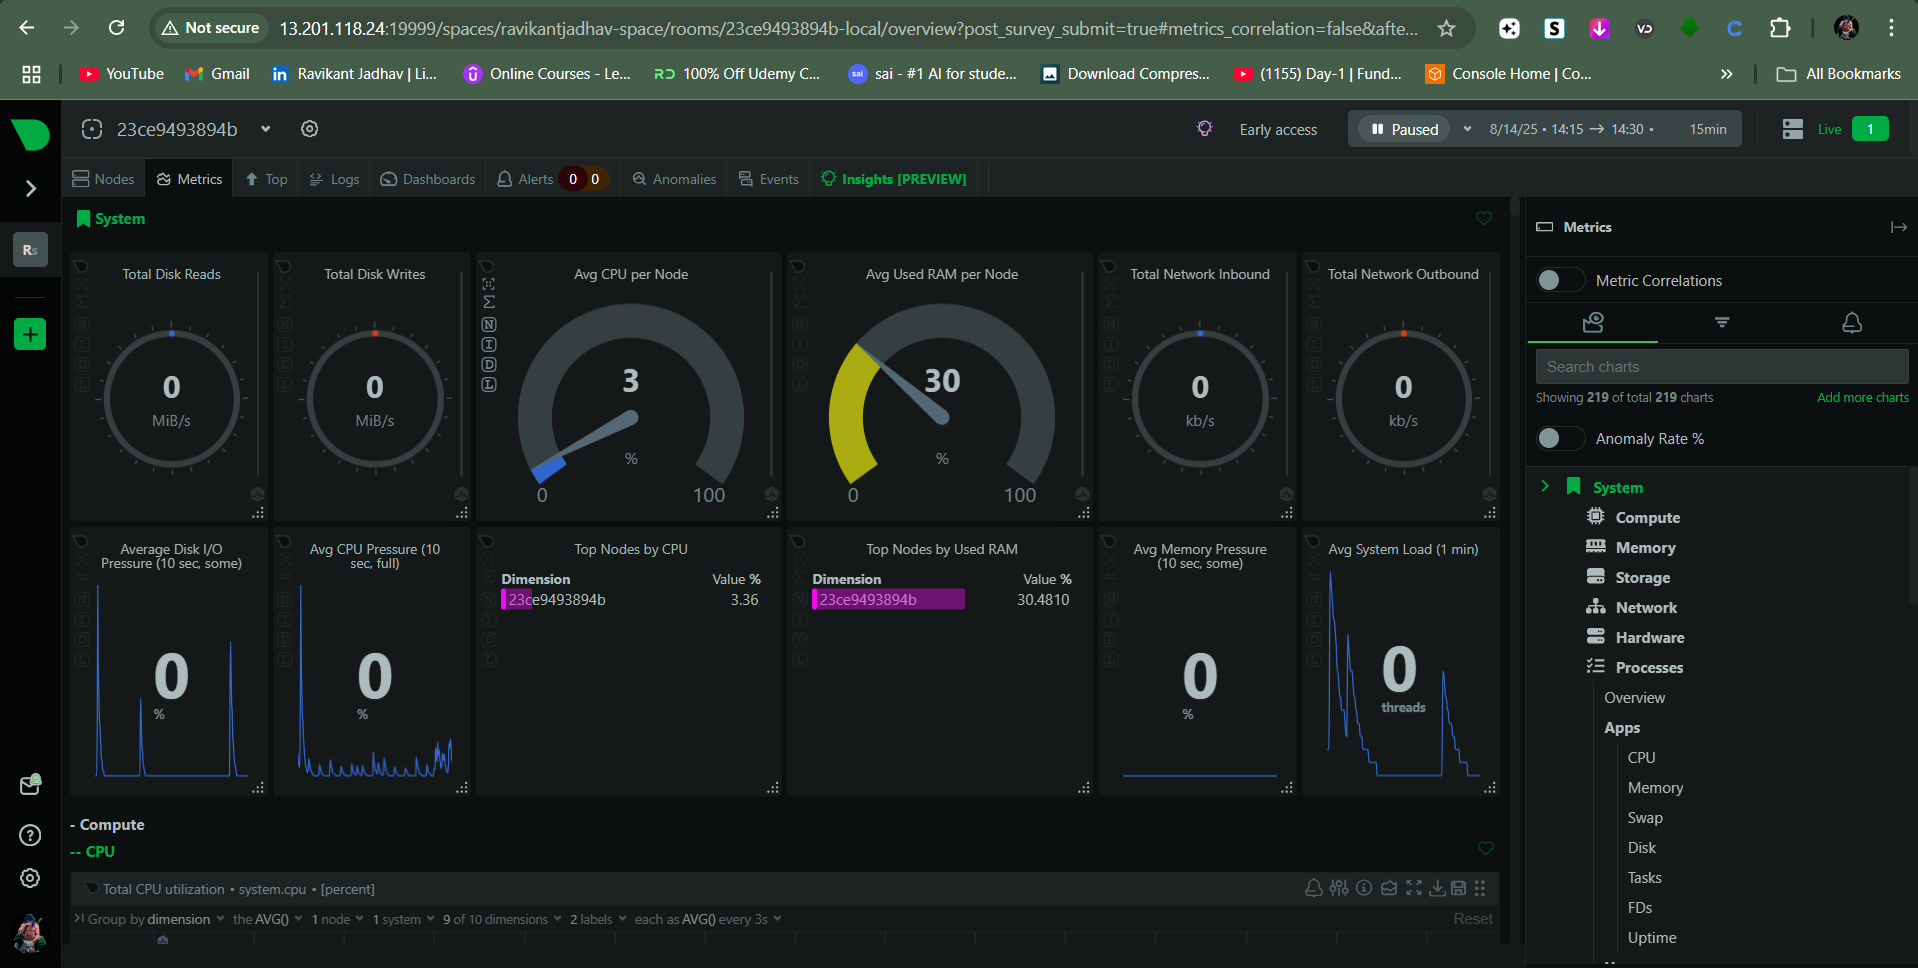 Not secure
13.201.118.24:19999/spaces/ravikantjadhav-space/rooms/23ce9493894b-local/overview?post_survey_submit=true#metrics_correlation=false&afte...
YouTube
Gmail
Ravikant Jadhav | Li...
Online Courses - Le...
100% Off Udemy C...
sai - #1 AI for stude...
Download Compres...
(1155) Day-1 | Fund...
Console Home | Co...
All Bookmarks
23ce9493894b
Early access
Paused
8/14/25 • 14:15 → 14:30 •
15min
Live
1
Nodes
Metrics
Top
Logs
Dashboards
Alerts 0 0
Anomalies
Events
Insights [PREVIEW]
Rs
System
Total Disk Reads
0
MiB/s
Total Disk Writes
0
MiB/s
Avg CPU per Node
3
%
0 100
Avg Used RAM per Node
30
%
0 100
Total Network Inbound
0
kb/s
Total Network Outbound
0
kb/s
Average Disk I/O
Pressure (10 sec, some)
0
%
Avg CPU Pressure (10
sec, full)
0
%
Top Nodes by CPU
Dimension Value %
23ce9493894b 3.36
Top Nodes by Used RAM
Dimension Value %
23ce9493894b 30.4810
Avg Memory Pressure
(10 sec, some)
0
%
Avg System Load (1 min)
0
threads
- Compute
-- CPU
Total CPU utilization • system.cpu • [percent]
Group by dimension the AVG() 1 node 1 system 9 of 10 dimensions 2 labels each as AVG() every 3s
Reset
Metrics
Metric Correlations
Search charts
Showing 219 of total 219 charts
Add more charts
Anomaly Rate %
System
Compute
Memory
Storage
Network
Hardware
Processes
Overview
Apps
CPU
Memory
Swap
Disk
Tasks
FDs
Uptime